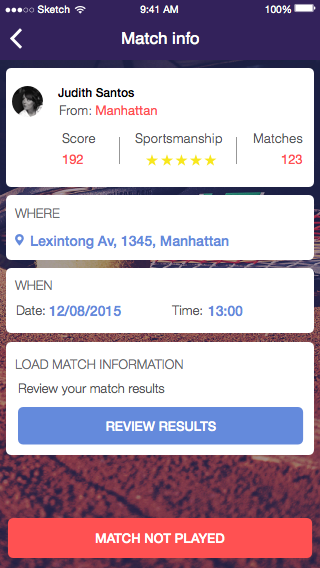 Sketch 9:41 AM 100%
Match info
Judith Santos
From: Manhattan
Score Sportsmanship Matches
192 ★★★★★ 123
WHERE
Lexintong Av, 1345, Manhattan
WHEN
Date: 12/08/2015 Time: 13:00
LOAD MATCH INFORMATION
Review your match results
REVIEW RESULTS
MATCH NOT PLAYED